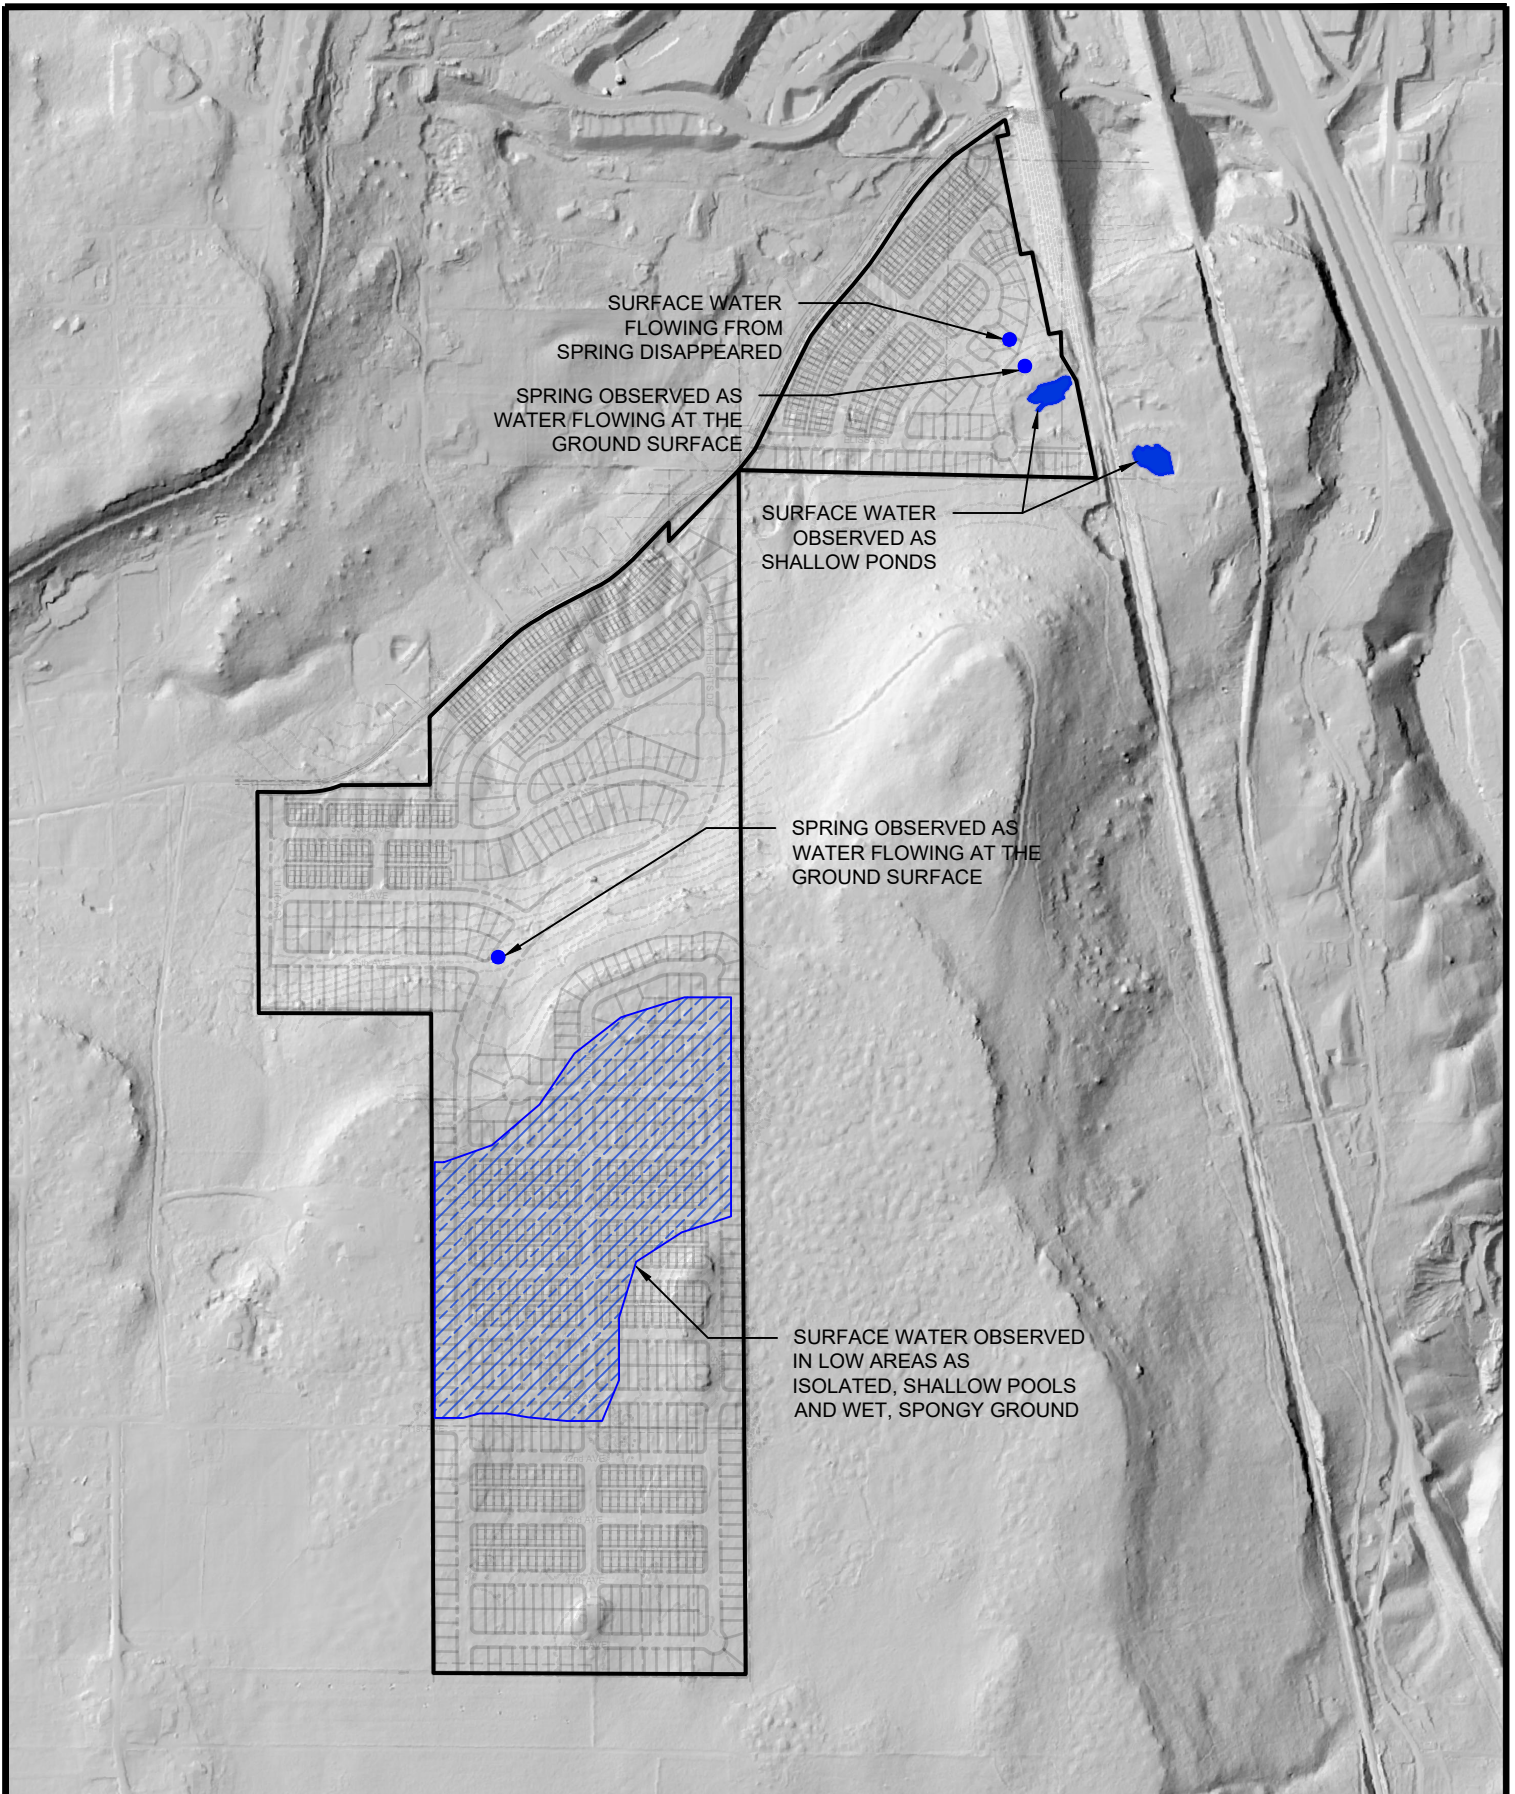 SURFACE WATER
FLOWING FROM
SPRING DISAPPEARED
SPRING OBSERVED AS
WATER FLOWING AT THE
GROUND SURFACE
SURFACE WATER
OBSERVED AS
SHALLOW PONDS
SPRING OBSERVED AS
WATER FLOWING AT THE
GROUND SURFACE
SURFACE WATER OBSERVED
IN LOW AREAS AS
ISOLATED, SHALLOW POOLS
AND WET, SPONGY GROUND